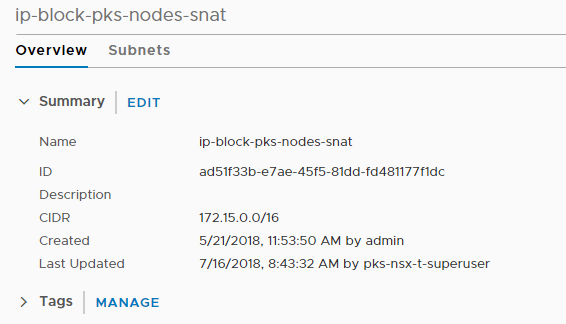 ip-block-pks-nodes-snat
Overview Subnets
Summary EDIT
Name ip-block-pks-nodes-snat
ID ad51f33b-e7ae-45f5-81dd-fd481177f1dc
Description
CIDR 172.15.0.0/16
Created 5/21/2018, 11:53:50 AM by admin
Last Updated 7/16/2018, 8:43:32 AM by pks-nsx-t-superuser
Tags MANAGE